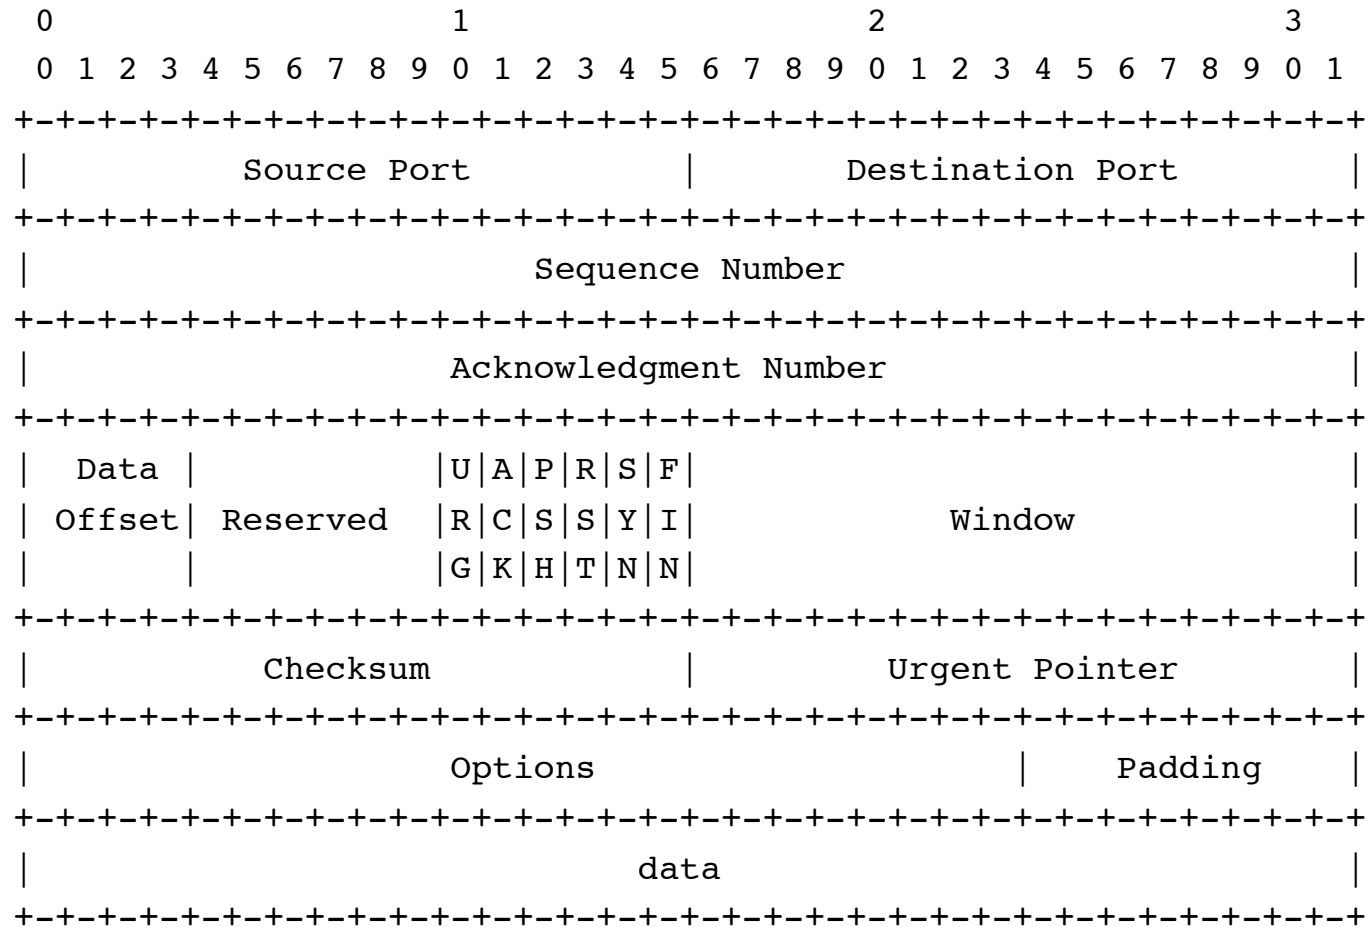 0                   1                   2                   3
 0 1 2 3 4 5 6 7 8 9 0 1 2 3 4 5 6 7 8 9 0 1 2 3 4 5 6 7 8 9 0 1
+-+-+-+-+-+-+-+-+-+-+-+-+-+-+-+-+-+-+-+-+-+-+-+-+-+-+-+-+-+-+-+-+
|          Source Port          |       Destination Port        |
+-+-+-+-+-+-+-+-+-+-+-+-+-+-+-+-+-+-+-+-+-+-+-+-+-+-+-+-+-+-+-+-+
|                        Sequence Number                        |
+-+-+-+-+-+-+-+-+-+-+-+-+-+-+-+-+-+-+-+-+-+-+-+-+-+-+-+-+-+-+-+-+
|                    Acknowledgment Number                      |
+-+-+-+-+-+-+-+-+-+-+-+-+-+-+-+-+-+-+-+-+-+-+-+-+-+-+-+-+-+-+-+-+
|  Data |           |U|A|P|R|S|F|                               |
| Offset| Reserved  |R|C|S|S|Y|I|            Window             |
|       |           |G|K|H|T|N|N|                               |
+-+-+-+-+-+-+-+-+-+-+-+-+-+-+-+-+-+-+-+-+-+-+-+-+-+-+-+-+-+-+-+-+
|           Checksum            |         Urgent Pointer        |
+-+-+-+-+-+-+-+-+-+-+-+-+-+-+-+-+-+-+-+-+-+-+-+-+-+-+-+-+-+-+-+-+
|                    Options                    |    Padding    |
+-+-+-+-+-+-+-+-+-+-+-+-+-+-+-+-+-+-+-+-+-+-+-+-+-+-+-+-+-+-+-+-+
|                             data                              |
+-+-+-+-+-+-+-+-+-+-+-+-+-+-+-+-+-+-+-+-+-+-+-+-+-+-+-+-+-+-+-+-+